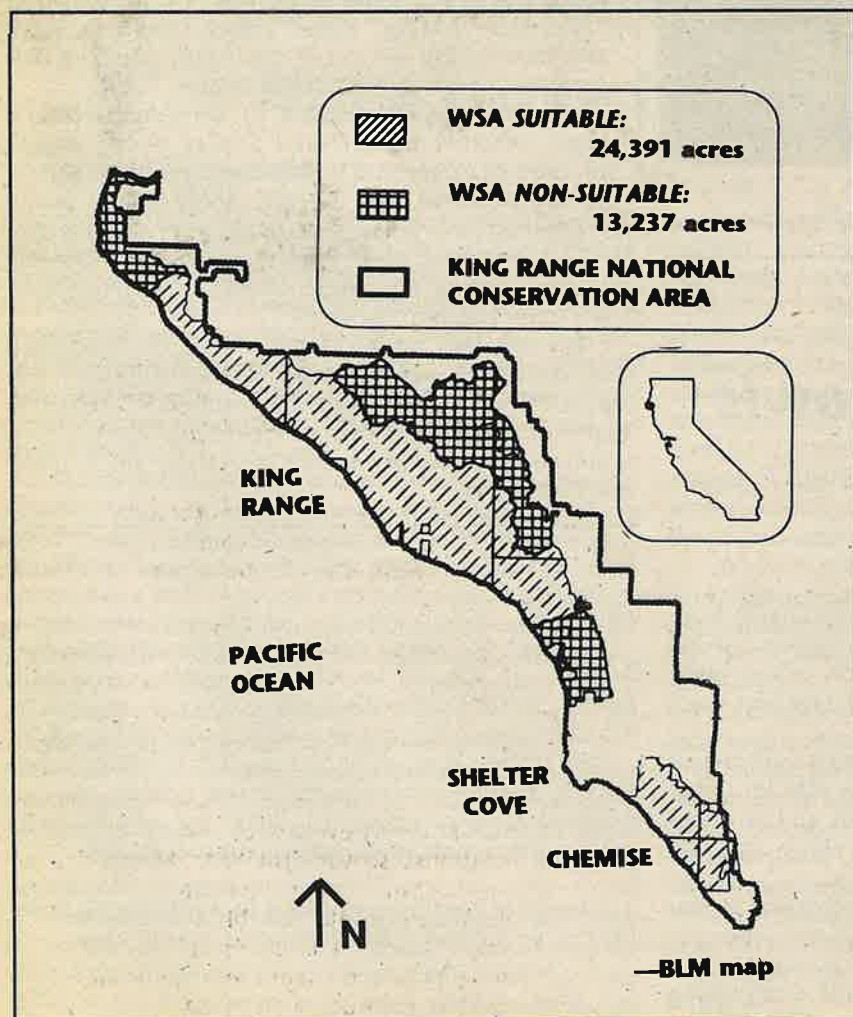 WSA SUITABLE:
24,391 acres
WSA NON-SUITABLE:
13,237 acres
KING RANGE NATIONAL
CONSERVATION AREA
KING
RANGE
PACIFIC
OCEAN
SHELTER
COVE
CHEMISE
N
—BLM map